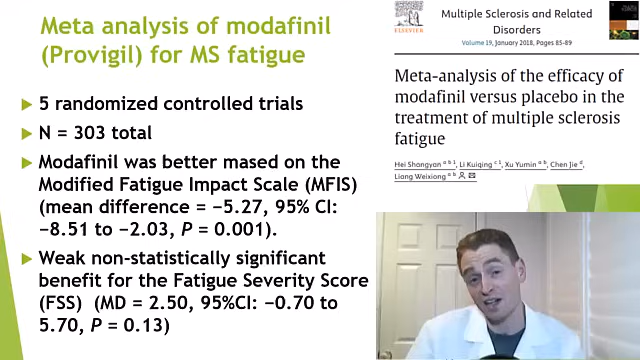 Meta analysis of modafinil
(Provigil) for MS fatigue
5 randomized controlled trials
N = 303 total
Modafinil was better mased on the
Modified Fatigue Impact Scale (MFIS)
(mean difference = −5.27, 95% CI:
−8.51 to −2.03, P = 0.001).
Weak non-statistically significant
benefit for the Fatigue Severity Score
(FSS) (MD = 2.50, 95%CI: −0.70 to
5.70, P = 0.13)
ELSEVIER
Multiple Sclerosis and Related
Disorders
Volume 19, January 2018, Pages 85-89
Meta-analysis of the efficacy of
modafinil versus placebo in the
treatment of multiple sclerosis
fatigue
Hei Shangyan a b 1, Li Kuiqing c 1, Xu Yumin a b, Chen Jie d,
Liang Weixiong a b